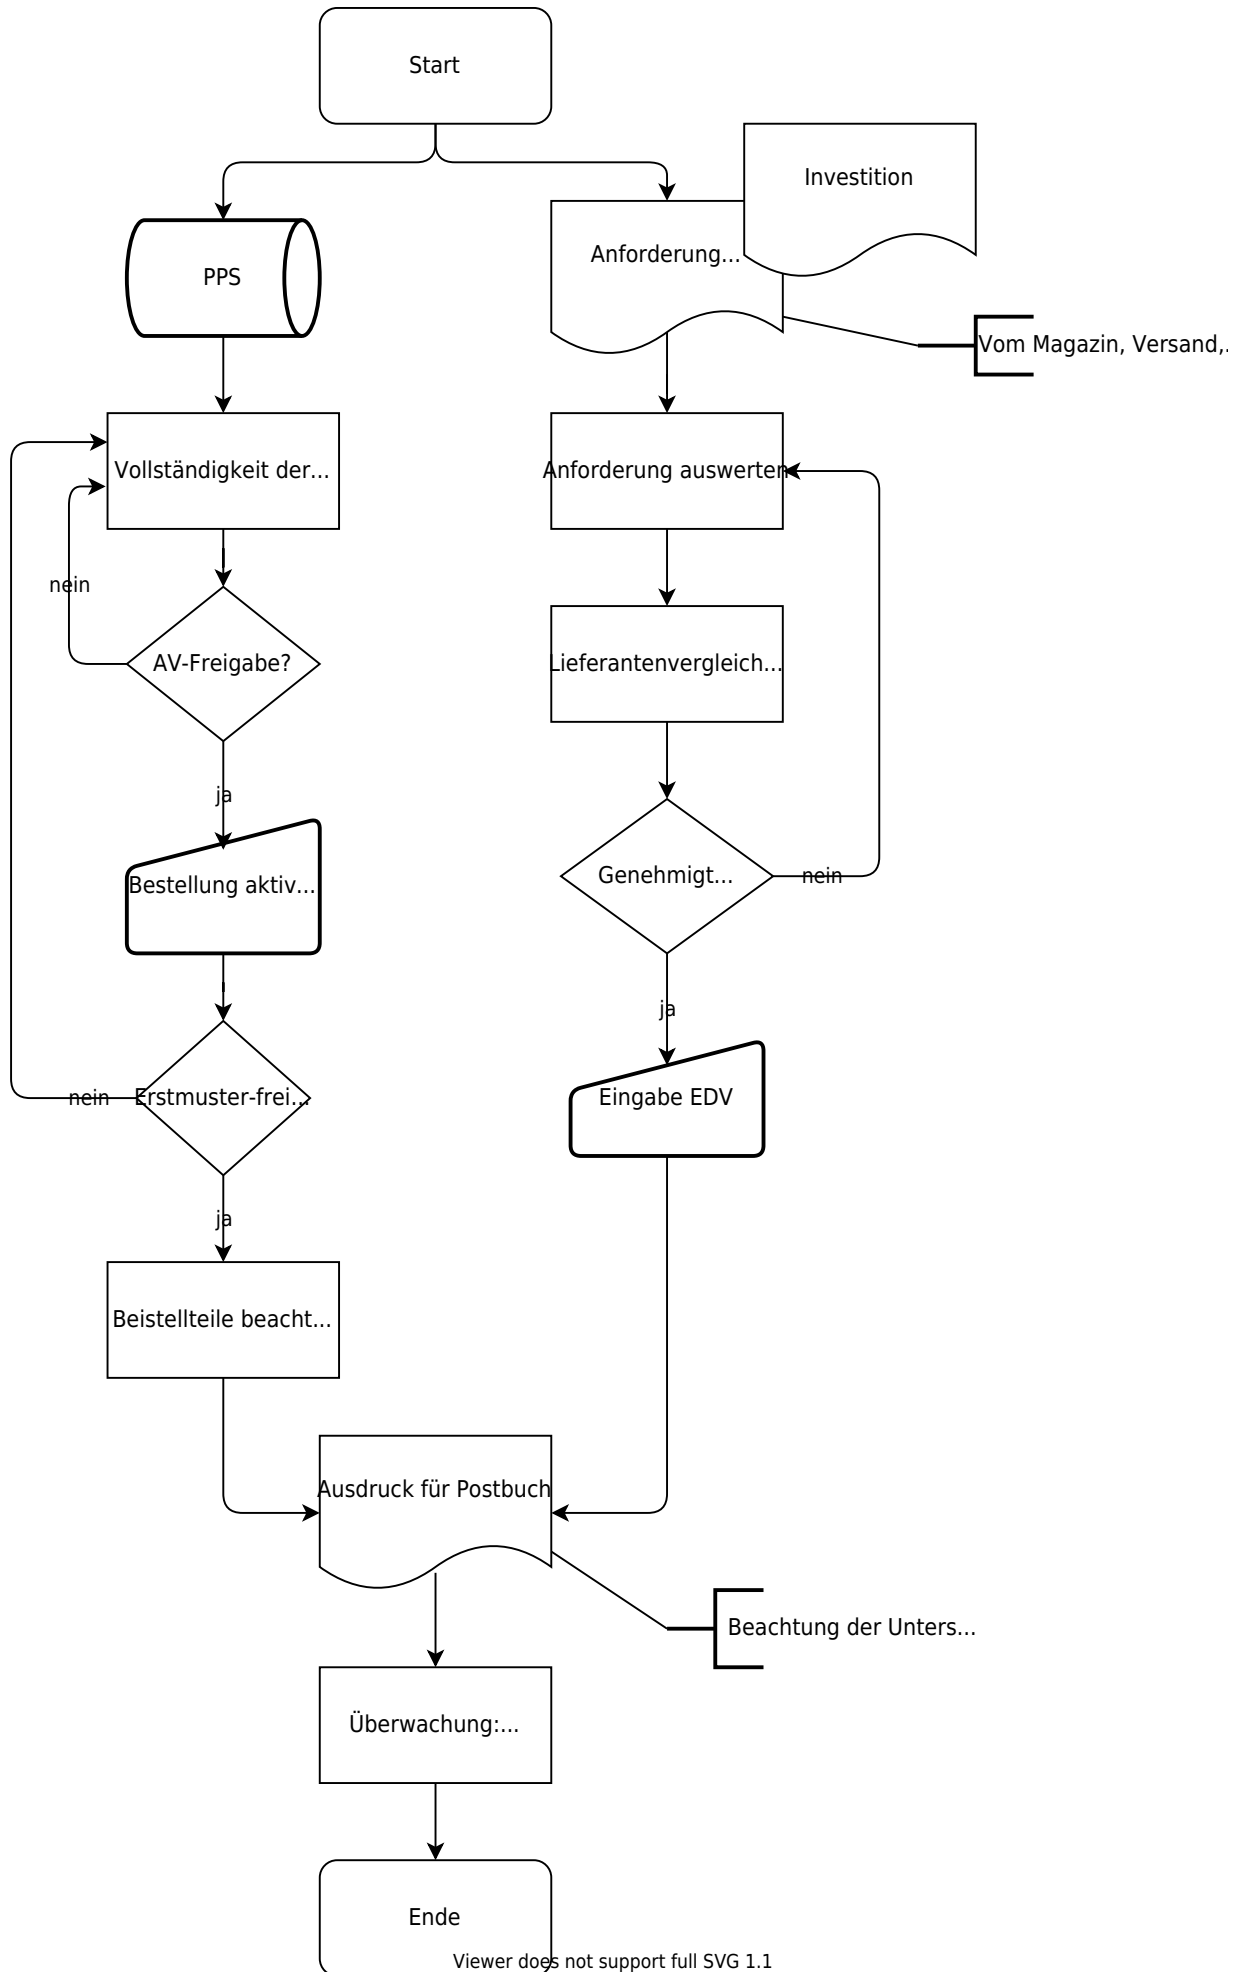 Start
Investition
Anforderung...
PPS
Vom Magazin, Versand,.
Vollständigkeit der...
Anforderung auswerten
nein
AV-Freigabe?
Lieferantenvergleich...
ja
Bestellung aktiv...
Genehmigt...
nein
ja
nein
Erstmuster-frei...
Eingabe EDV
ja
Beistellteile beacht...
Ausdruck für Postbuch
Beachtung der Unters...
Überwachung:...
Ende
Viewer does not support full SVG 1.1